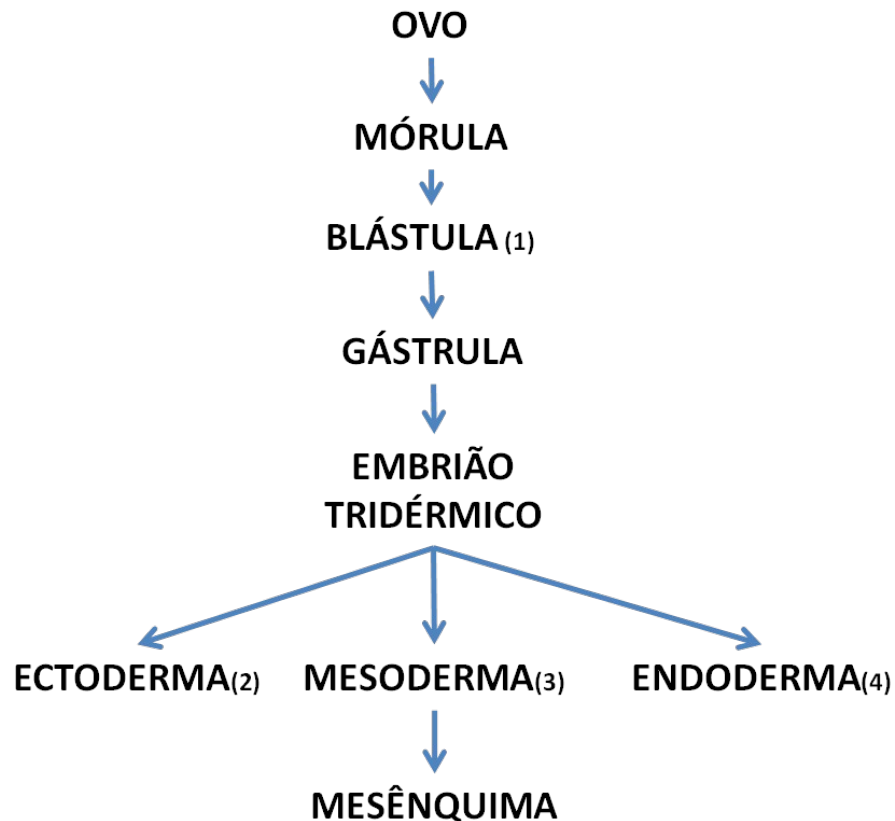 OVO
MÓRULA
BLÁSTULA (1)
GÁSTRULA
EMBRIÃO
TRIDÉRMICO
ECTODERMA(2) MESODERMA(3) ENDODERMA(4)
MESÊNQUIMA